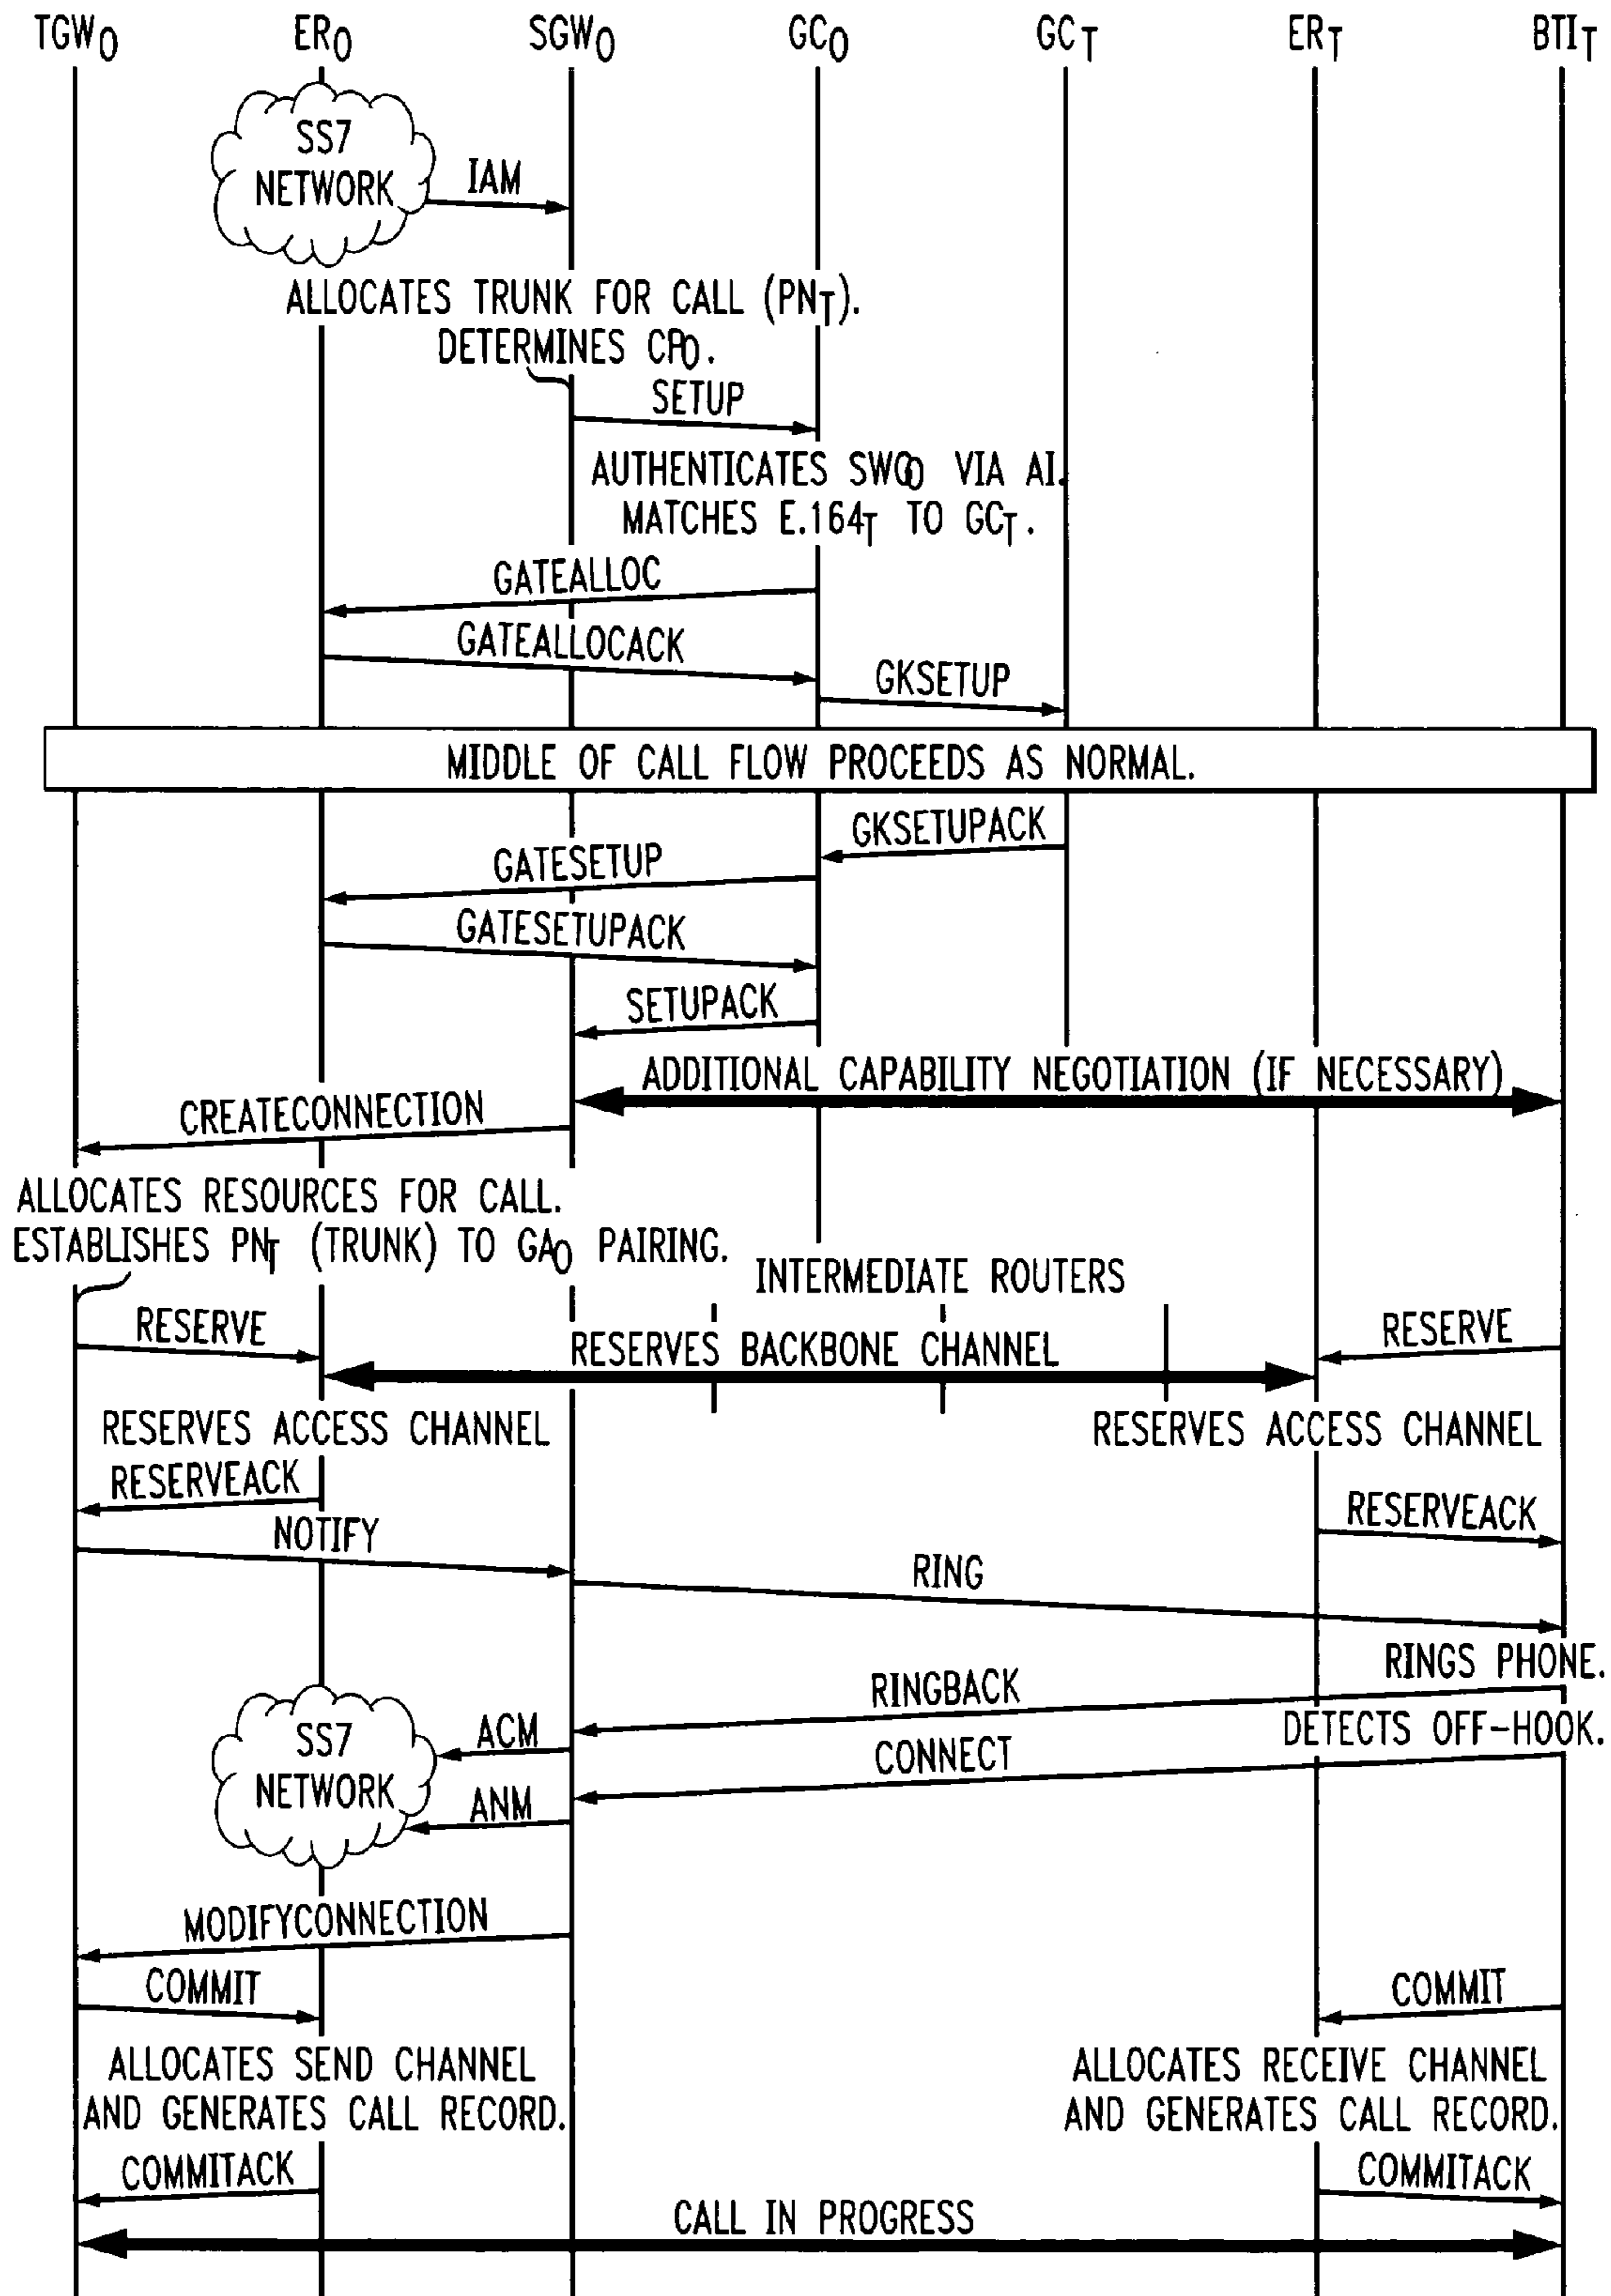 TGWO ERO SGWO GCO GCT ERT BTIT
SS7
NETWORK
IAM
ALLOCATES TRUNK FOR CALL (PNT).
DETERMINES CPO.
SETUP
AUTHENTICATES SWGO VIA AI.
MATCHES E.164T TO GCT.
GATEALLOC
GATEALLOCACK
GKSETUP
MIDDLE OF CALL FLOW PROCEEDS AS NORMAL.
GKSETUPACK
GATESETUP
GATESETUPACK
SETUPACK
ADDITIONAL CAPABILITY NEGOTIATION (IF NECESSARY)
CREATECONNECTION
ALLOCATES RESOURCES FOR CALL.
ESTABLISHES PNT (TRUNK) TO GAO PAIRING.
INTERMEDIATE ROUTERS
RESERVE
RESERVES BACKBONE CHANNEL
RESERVE
RESERVES ACCESS CHANNEL
RESERVES ACCESS CHANNEL
RESERVEACK
RESERVEACK
NOTIFY
RING
RINGS PHONE.
RINGBACK
SS7
NETWORK
ACM
DETECTS OFF-HOOK.
CONNECT
ANM
MODIFYCONNECTION
COMMIT
COMMIT
ALLOCATES SEND CHANNEL
AND GENERATES CALL RECORD.
ALLOCATES RECEIVE CHANNEL
AND GENERATES CALL RECORD.
COMMITACK
COMMITACK
CALL IN PROGRESS